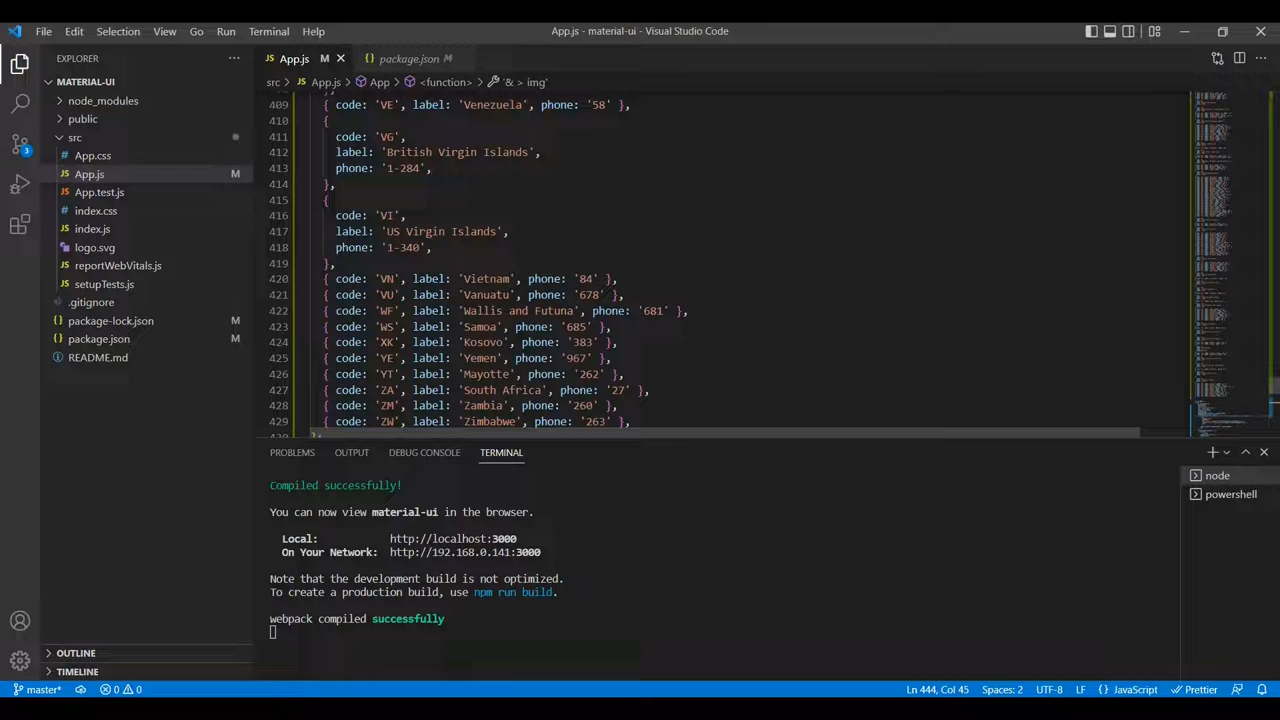 File Edit Selection View Go Run Terminal Help
App.js - material-ui - Visual Studio Code
EXPLORER
MATERIAL-UI
node_modules
public
src
# App.css
JS App.js M
JS App.test.js
# index.css
JS index.js
logo.svg
JS reportWebVitals.js
JS setupTests.js
.gitignore
{} package-lock.json M
{} package.json M
README.md
OUTLINE
TIMELINE
JS App.js M
{} package.json M
src > JS App.js > App > <function> > '& > img'
409 { code: 'VE', label: 'Venezuela', phone: '58' },
410 {
411 code: 'VG',
412 label: 'British Virgin Islands',
413 phone: '1-284',
414 },
415 {
416 code: 'VI',
417 label: 'US Virgin Islands',
418 phone: '1-340',
419 },
420 { code: 'VN', label: 'Vietnam', phone: '84' },
421 { code: 'VU', label: 'Vanuatu', phone: '678' },
422 { code: 'WF', label: 'Wallis and Futuna', phone: '681' },
423 { code: 'WS', label: 'Samoa', phone: '685' },
424 { code: 'XK', label: 'Kosovo', phone: '383' },
425 { code: 'YE', label: 'Yemen', phone: '967' },
426 { code: 'YT', label: 'Mayotte', phone: '262' },
427 { code: 'ZA', label: 'South Africa', phone: '27' },
428 { code: 'ZM', label: 'Zambia', phone: '260' },
429 { code: 'ZW', label: 'Zimbabwe', phone: '263' },
PROBLEMS OUTPUT DEBUG CONSOLE TERMINAL
Compiled successfully!
You can now view material-ui in the browser.
Local: http://localhost:3000
On Your Network: http://192.168.0.141:3000
Note that the development build is not optimized.
To create a production build, use npm run build.
webpack compiled successfully
node
powershell
3
master* 0 0
Ln 444, Col 45 Spaces: 2 UTF-8 LF {} JavaScript Prettier